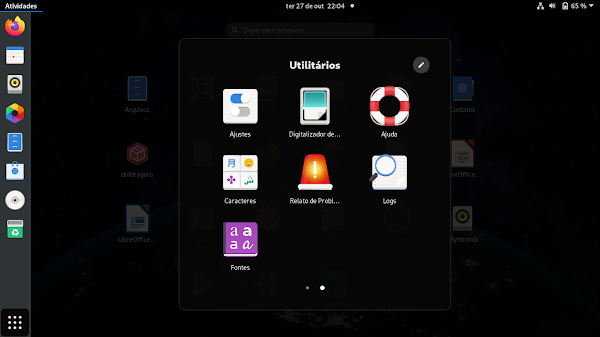 Atividades
ter 27 de out 22:04
65 %
Digite para pesquisar
Utilitários
Ajustes
Digitalizador de...
Ajuda
Caracteres
Relato de Probl...
Logs
Fontes
Arquivos
Contatos
dnfdragora
LibreOffice...
LibreOffice...
Rhythmbox
fedora